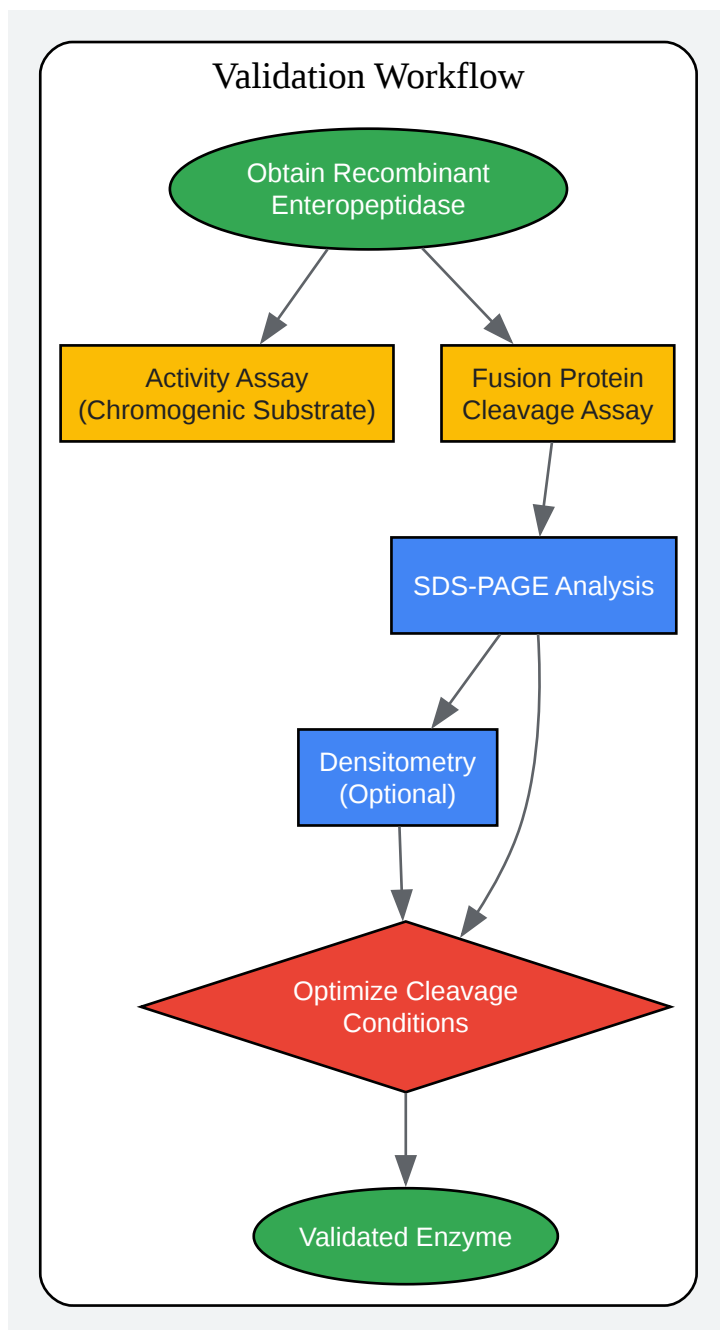 Validation Workflow
Obtain Recombinant
Enteropeptidase
Activity Assay
(Chromogenic Substrate)
Fusion Protein
Cleavage Assay
SDS-PAGE Analysis
Densitometry
(Optional)
Optimize Cleavage
Conditions
Validated Enzyme